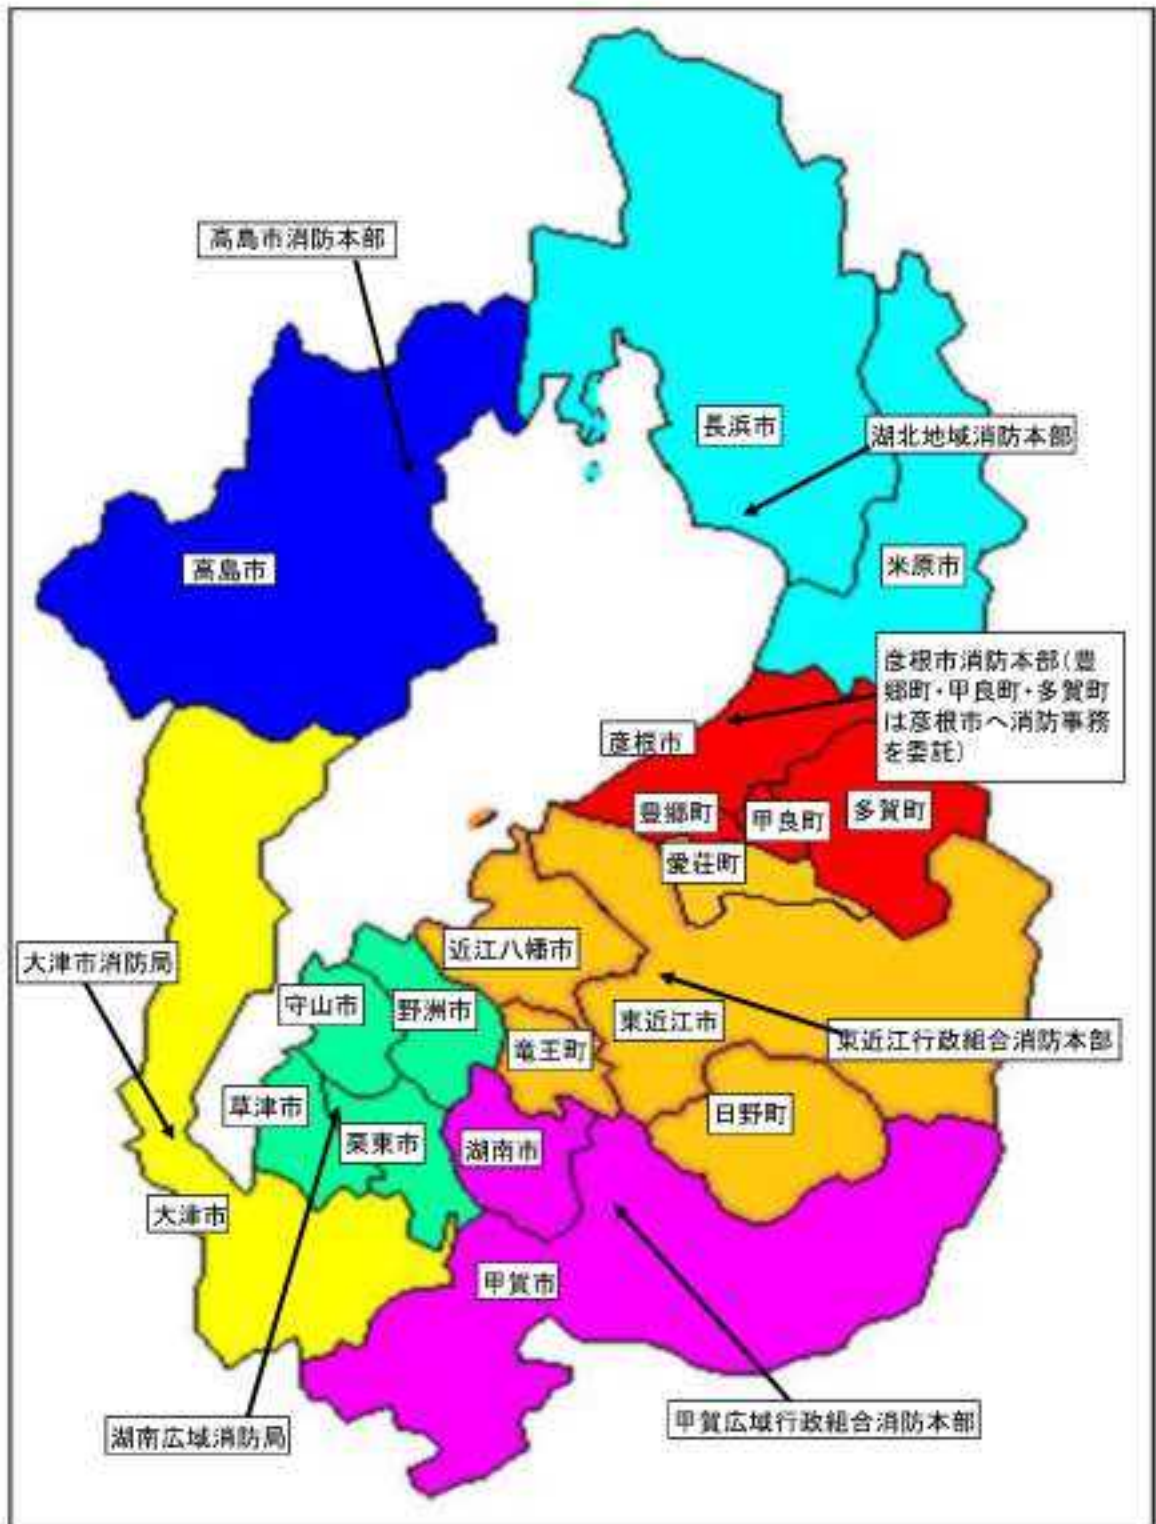 高島市消防本部
長浜市
湖北地域消防本部
高島市
米原市
彦根市消防本部(豊
郷町・甲良町・多賀町
は彦根市へ消防事務
を委託)
彦根市
豊郷町
甲良町
多賀町
愛荘町
近江八幡市
大津市消防局
守山市
野洲市
東近江市
竜王町
東近江行政組合消防本部
草津市
日野町
栗東市
湖南市
大津市
甲賀市
甲賀広域行政組合消防本部
湖南広域消防局